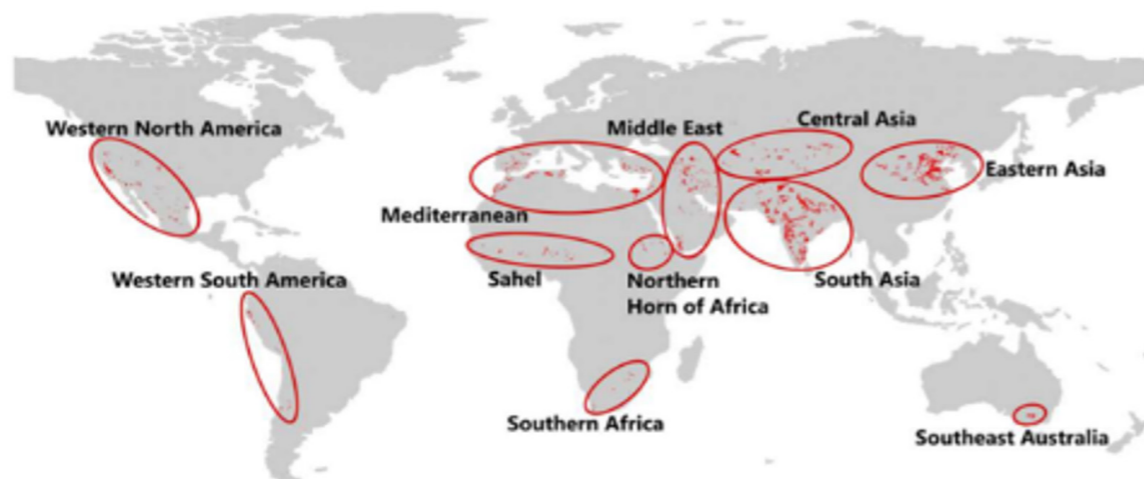 Western North America
Middle East
Central Asia
Eastern Asia
Mediterranean
Western South America
Sahel
Northern
Horn of Africa
South Asia
Southern Africa
Southeast Australia